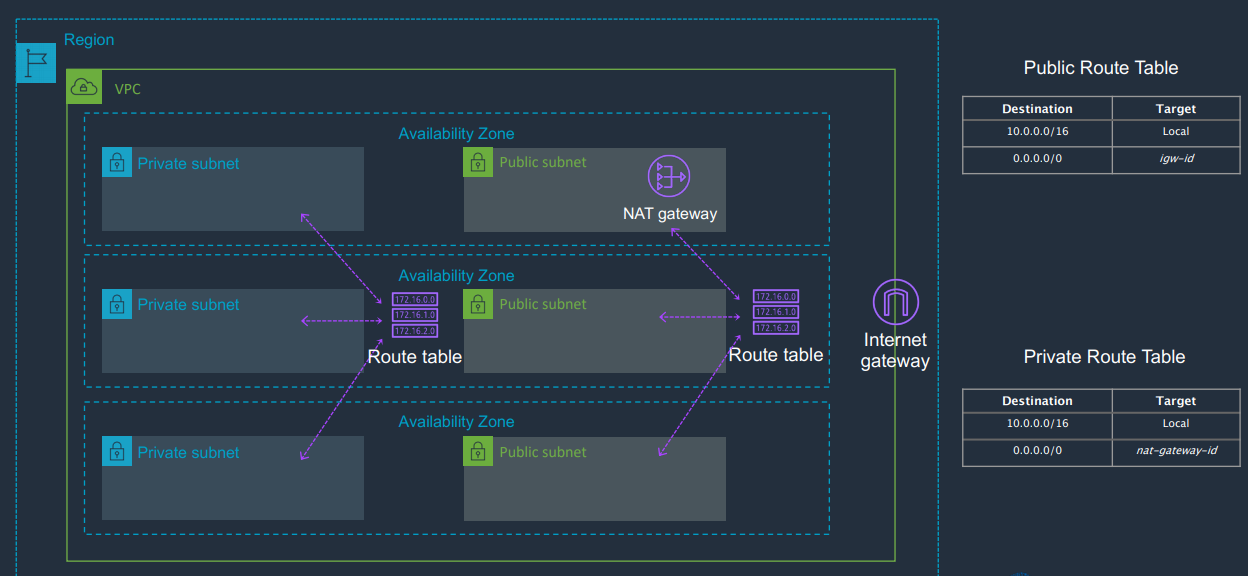 Region
VPC
Availability Zone
Private subnet
Public subnet
NAT gateway
Availability Zone
Private subnet
Public subnet
172.16.0.0
172.16.1.0
172.16.2.0
Route table
172.16.0.0
172.16.1.0
172.16.2.0
Route table
Internet
gateway
Availability Zone
Private subnet
Public subnet
Public Route Table
Destination Target
10.0.0.0/16 Local
0.0.0.0/0 igw-id
Private Route Table
Destination Target
10.0.0.0/16 Local
0.0.0.0/0 nat-gateway-id